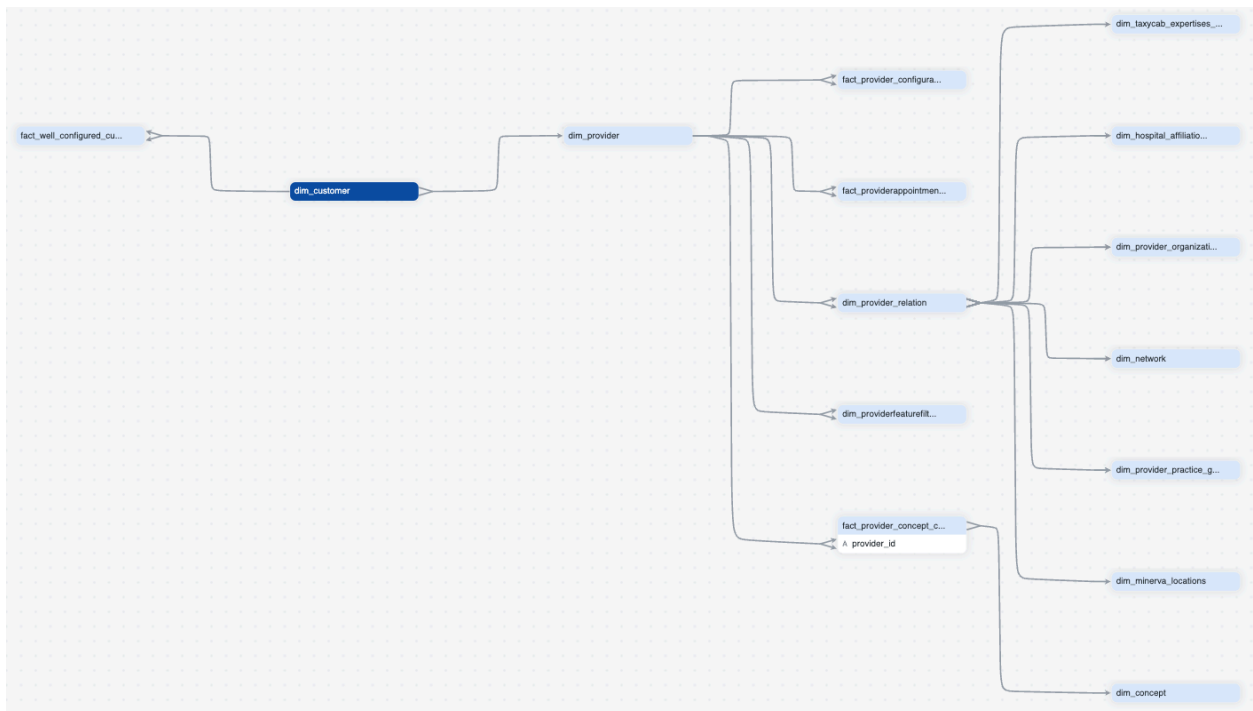 dim_taxycab_expertises_...
fact_provider_configura...
fact_well_configured_cu...
dim_provider
dim_hospital_affiliatio...
dim_customer
fact_providerappointmen...
dim_provider_organizati...
dim_provider_relation
dim_network
dim_providerfeaturefilt...
dim_provider_practice_g...
fact_provider_concept_c...
A provider_id
dim_minerva_locations
dim_concept